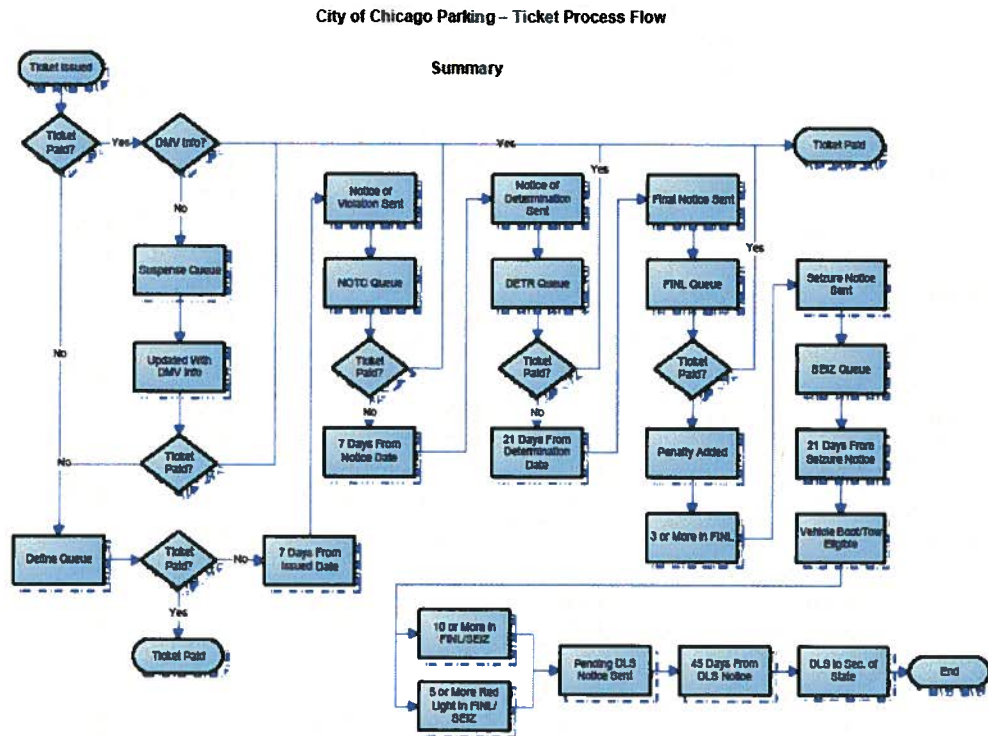 City of Chicago Parking – Ticket Process Flow
Summary
Ticket Issued
Ticket
Paid?
Yes
DMV Info?
Yes
Ticket Paid
No
Suspense Queue
Updated With
DMV Info
No
No
Ticket
Paid?
Define Queue
Ticket
Paid?
No
7 Days From
Issued Date
Yes
Ticket Paid
Notice of
Violation Sent
NOTC Queue
Ticket
Paid?
No
7 Days From
Notice Date
Notice of
Determination
Sent
DETR Queue
Yes
Ticket
Paid?
No
21 Days From
Determination
Date
Final Notice Sent
FINL Queue
Yes
Ticket
Paid?
Penalty Added
3 or More in FINL
Seizure Notice
Sent
SEIZ Queue
21 Days From
Seizure Notice
Vehicle Boot/Tow
Eligible
10 or More in
FINL/SEIZ
5 or More Red
Light in FINL/
SEIZ
Pending DLS
Notice Sent
45 Days From
DLS Notice
DLS to Sec. of
State
End